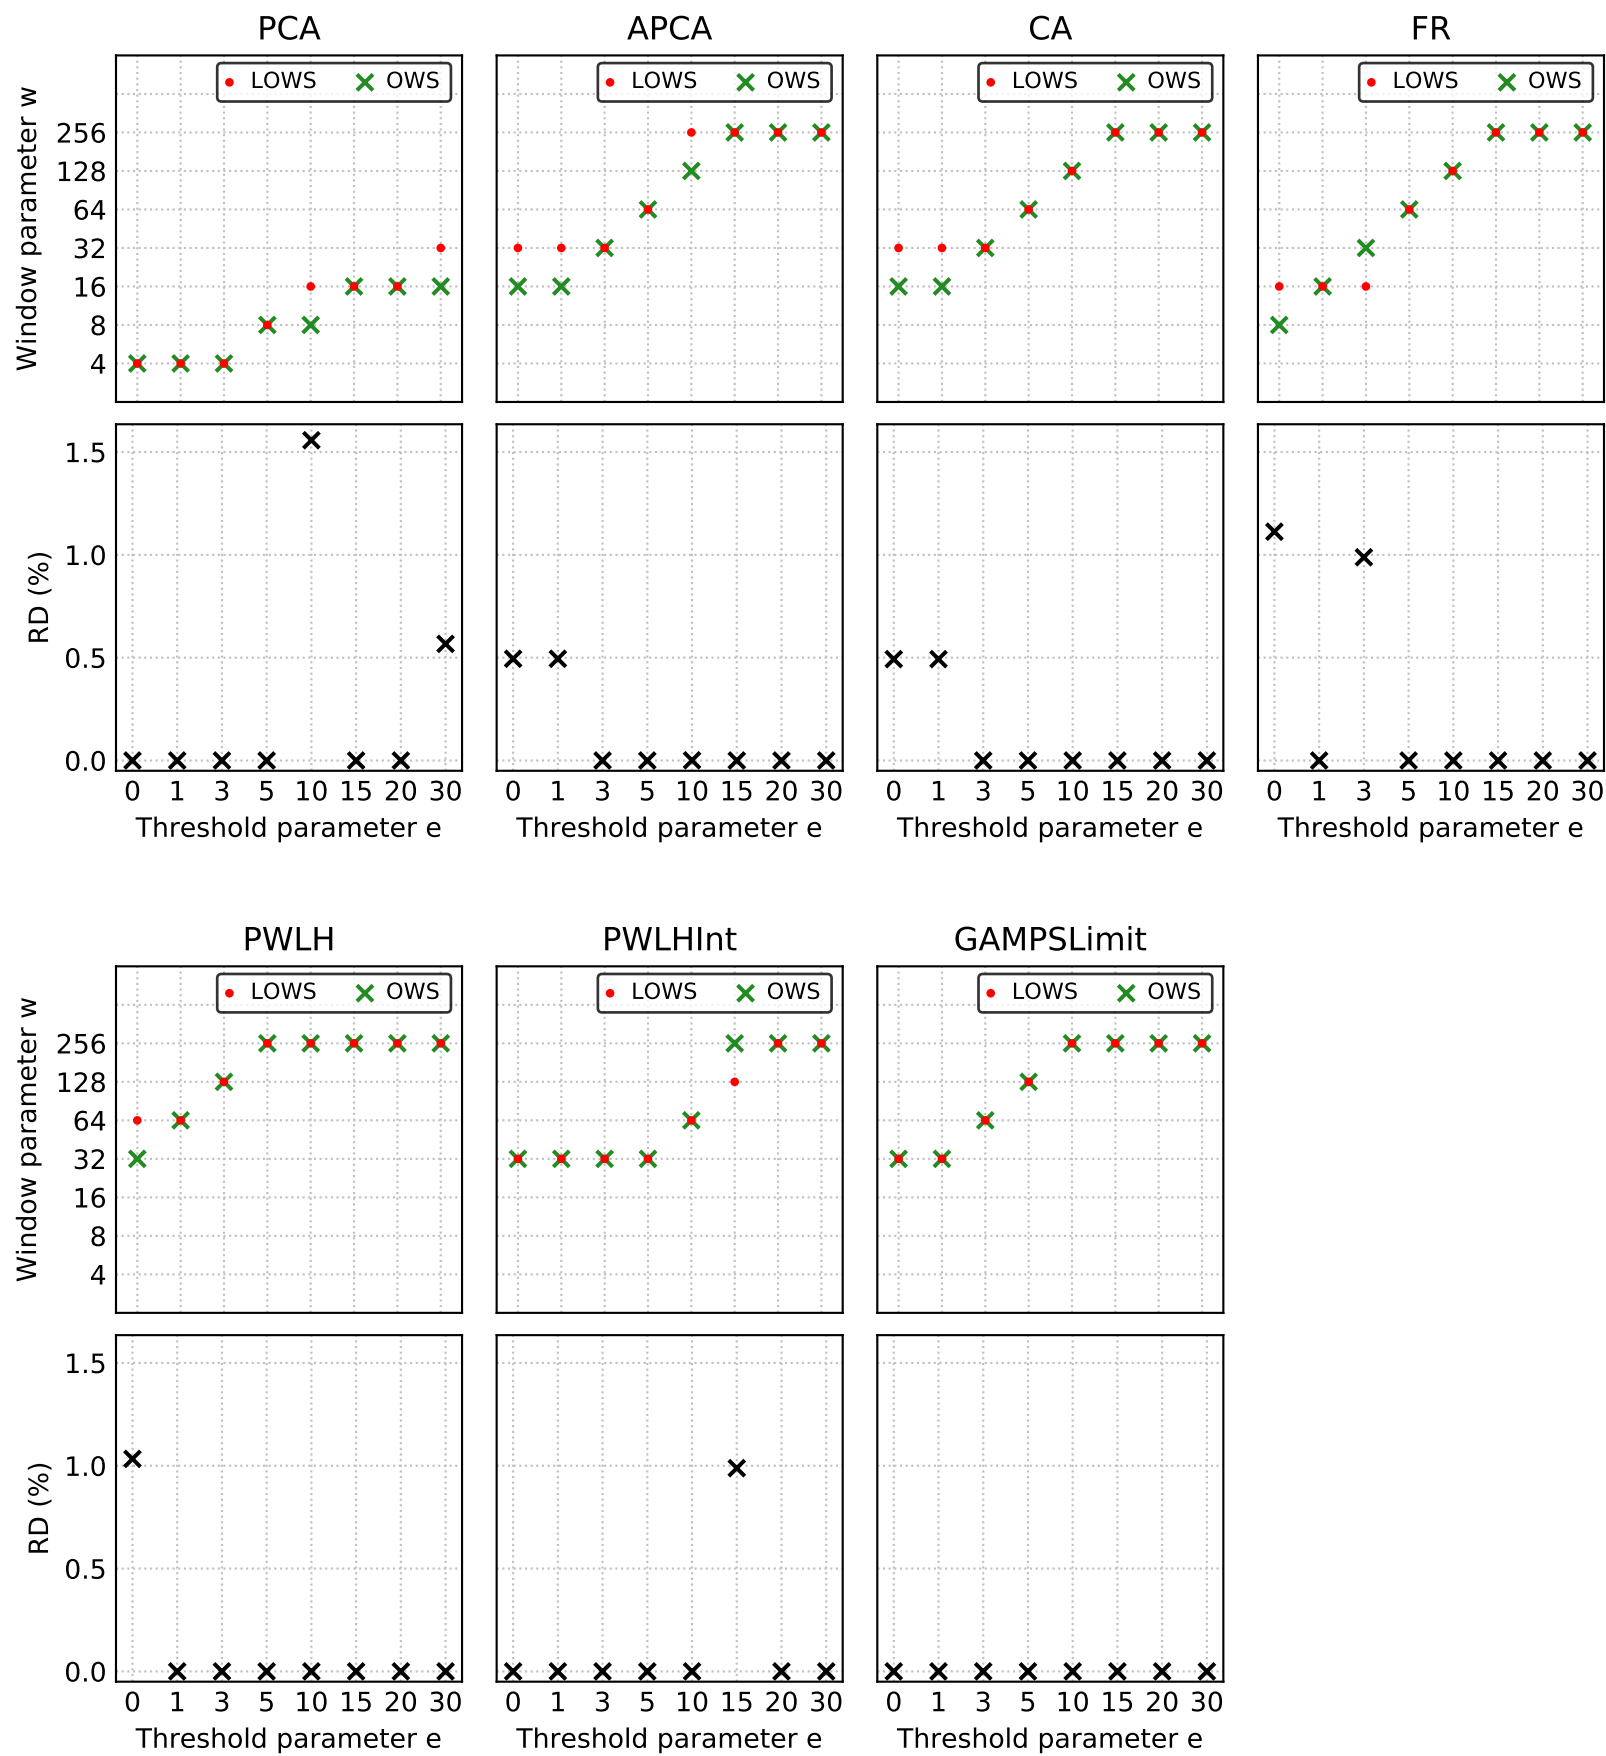 PCA APCA CA FR
LOWS OWS LOWS OWS LOWS OWS LOWS OWS
Window parameter w
256
128
64
32
16
8
4
RD (%)
1.5
1.0
0.5
0.0
0 1 3 5 10 15 20 30 0 1 3 5 10 15 20 30 0 1 3 5 10 15 20 30 0 1 3 5 10 15 20 30
Threshold parameter e Threshold parameter e Threshold parameter e Threshold parameter e
PWLH PWLHInt GAMPSLimit
LOWS OWS LOWS OWS LOWS OWS
Window parameter w
256
128
64
32
16
8
4
RD (%)
1.5
1.0
0.5
0.0
0 1 3 5 10 15 20 30 0 1 3 5 10 15 20 30 0 1 3 5 10 15 20 30
Threshold parameter e Threshold parameter e Threshold parameter e